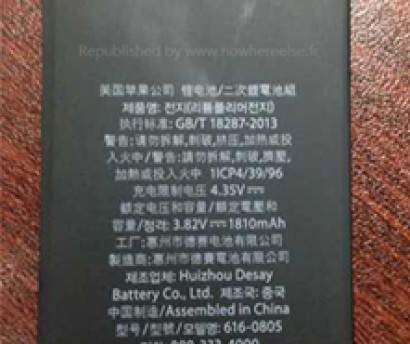 Republished by www.nowhereelse.fr
美国苹果公司 锂电池/二次鋰電池組
제품명: 전지(리튬폴리머전지)
执行标准: GB/T 18287-2013
警告: 请勿拆解,刺破,挤压,加热或投
入火中/警告:請勿拆解,刺破,擠壓,
加熱或投入火中 1ICP4/39/96
充电限制电压 4.35V⎓
额定电压和容量/額定電壓和
容量/정격: 3.82V⎓1810mAh
工厂: 惠州市德赛电池有限公司
製造商: 惠州市德賽電池有限公司
제조업체: Huizhou Desay
Battery Co., Ltd. 제조국: 중국
中国制造/Assembled in China
型号/型號/모델명: 616-0805